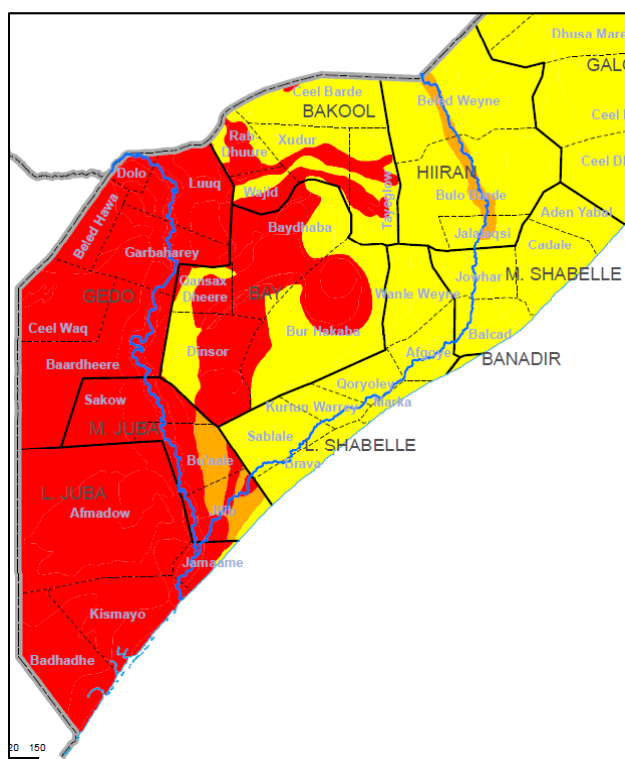 Dhusa Mare
GALG
Ceel Barde
BAKOOL
Beled Weyne
Rab
Dhuure
Xudur
Ceel
Dolo
Luuq
Wajid
Tayeglow
HIIRAN
Bulo Burde
Ceel Dh
Beled Hawa
Baydhaba
Aden Yabal
Jalalaqsi
Cadale
Garbaharey
Qansax
Dheere
BAY
Jowhar
M. SHABELLE
GEDO
Wanle Weyne
Ceel Waq
Bur Hakaba
Balcad
Baardheere
Dinsor
Afgoye
BANADIR
Qoryoley
Sakow
Kurtun Warrey
Marka
M. JUBA
Sablale
L. SHABELLE
Bu'aale
Brava
L. JUBA
Afmadow
Jilib
Jamaame
Kismayo
Badhadhe
20 150